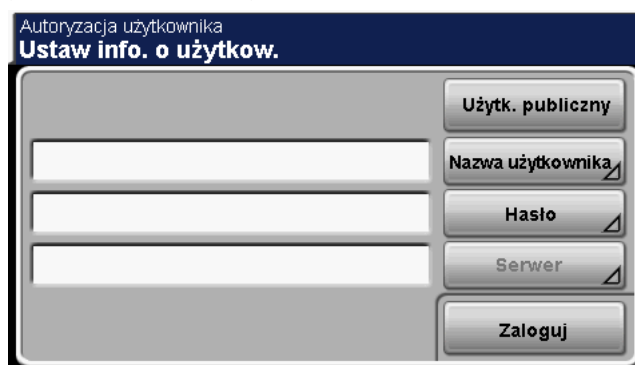 Autoryzacja użytkownika
Ustaw info. o użytkow.
Użytk. publiczny
Nazwa użytkownika
Hasło
Serwer
Zaloguj